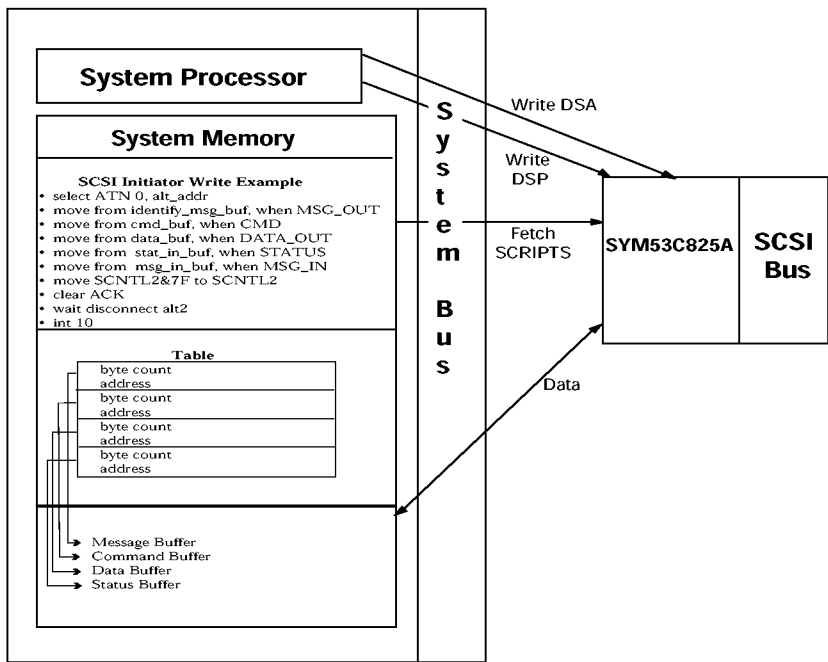 System Processor
System Memory
SCSI Initiator Write Example
• select ATN 0, alt_addr
• move from identify_msg_buf, when MSG_OUT
• move from cmd_buf, when CMD
• move from data_buf, when DATA_OUT
• move from stat_in_buf, when STATUS
• move from msg_in_buf, when MSG_IN
• move SCNTL2&7F to SCNTL2
• clear ACK
• wait disconnect alt2
• int 10
Table
byte count
address
byte count
address
byte count
address
byte count
address
Message Buffer
Command Buffer
Data Buffer
Status Buffer
System Bus
Write DSA
Write
DSP
Fetch
SCRIPTS
Data
SYM53C825A
SCSI
Bus